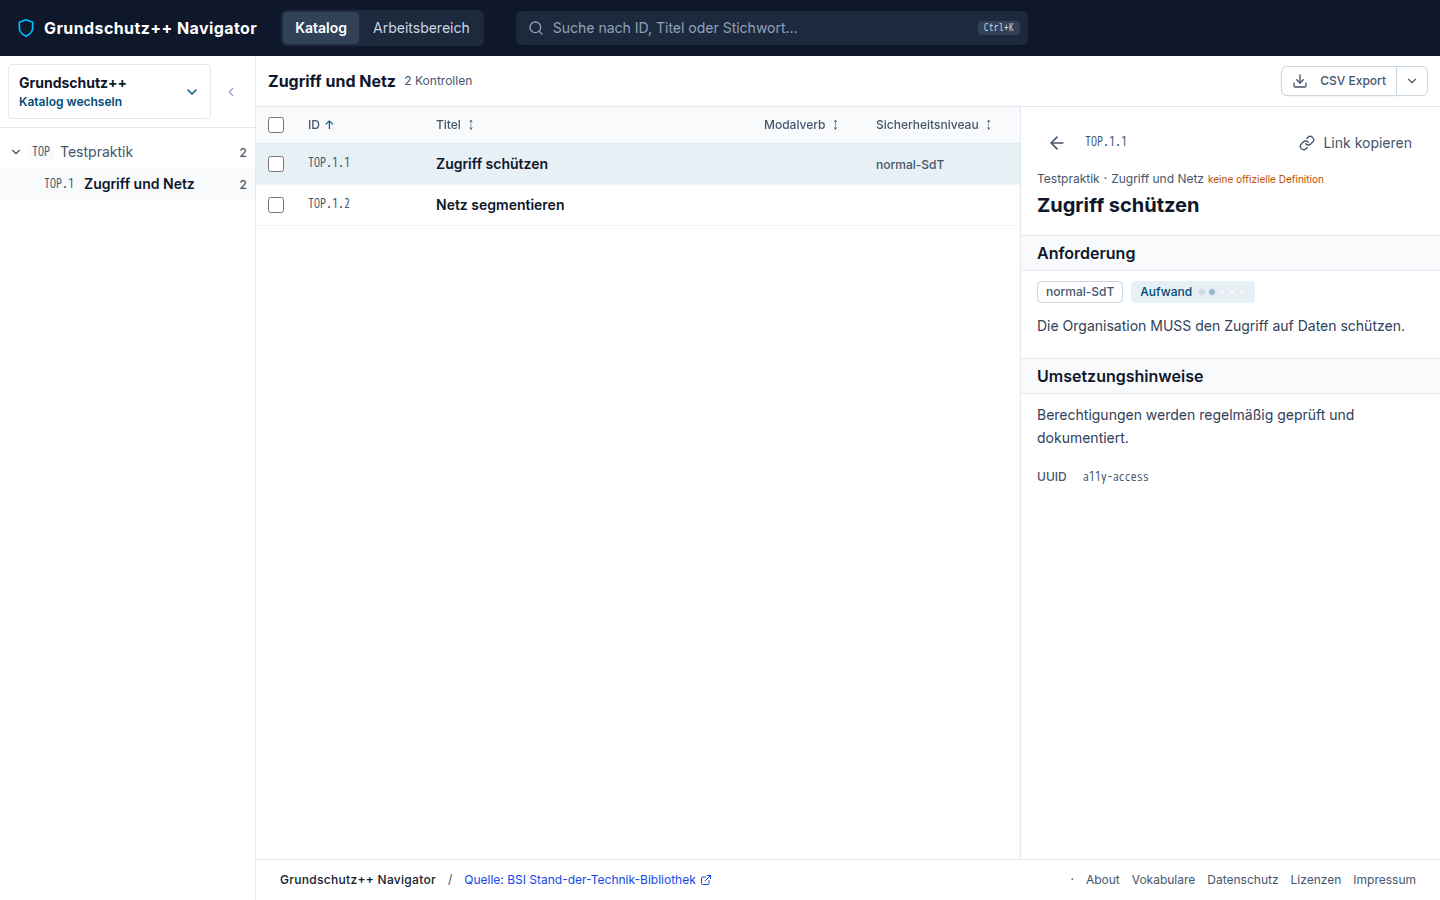 Grundschutz++ Navigator
Katalog
Arbeitsbereich
Suche nach ID, Titel oder Stichwort...
Ctrl+K
Grundschutz++
Katalog wechseln
TOP Testpraktik 2
TOP.1 Zugriff und Netz 2
Zugriff und Netz 2 Kontrollen
CSV Export
ID ↑ Titel ↕ Modalverb ↕ Sicherheitsniveau ↕
TOP.1.1 Zugriff schützen normal-SdT
TOP.1.2 Netz segmentieren
← TOP.1.1 Link kopieren
Testpraktik · Zugriff und Netz keine offizielle Definition
Zugriff schützen
Anforderung
normal-SdT Aufwand
Die Organisation MUSS den Zugriff auf Daten schützen.
Umsetzungshinweise
Berechtigungen werden regelmäßig geprüft und
dokumentiert.
UUID a11y-access
Grundschutz++ Navigator / Quelle: BSI Stand-der-Technik-Bibliothek
· About Vokabulare Datenschutz Lizenzen Impressum